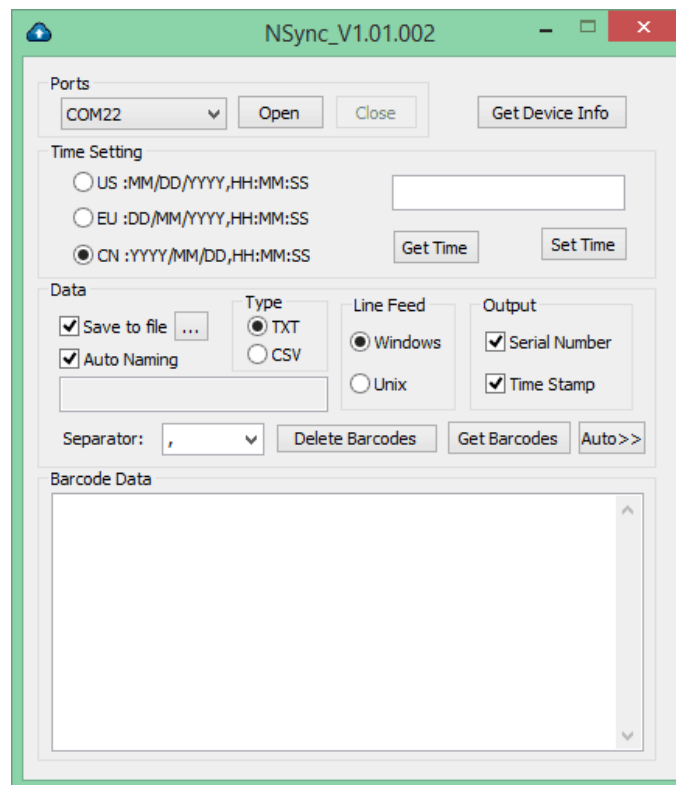 NSync_V1.01.002
Ports
COM22
Open
Close
Get Device Info
Time Setting
US :MM/DD/YYYY,HH:MM:SS
EU :DD/MM/YYYY,HH:MM:SS
CN :YYYY/MM/DD,HH:MM:SS
Get Time
Set Time
Data
Save to file
...
Auto Naming
Type
TXT
CSV
Line Feed
Windows
Unix
Output
Serial Number
Time Stamp
Separator:
,
Delete Barcodes
Get Barcodes
Auto>>
Barcode Data